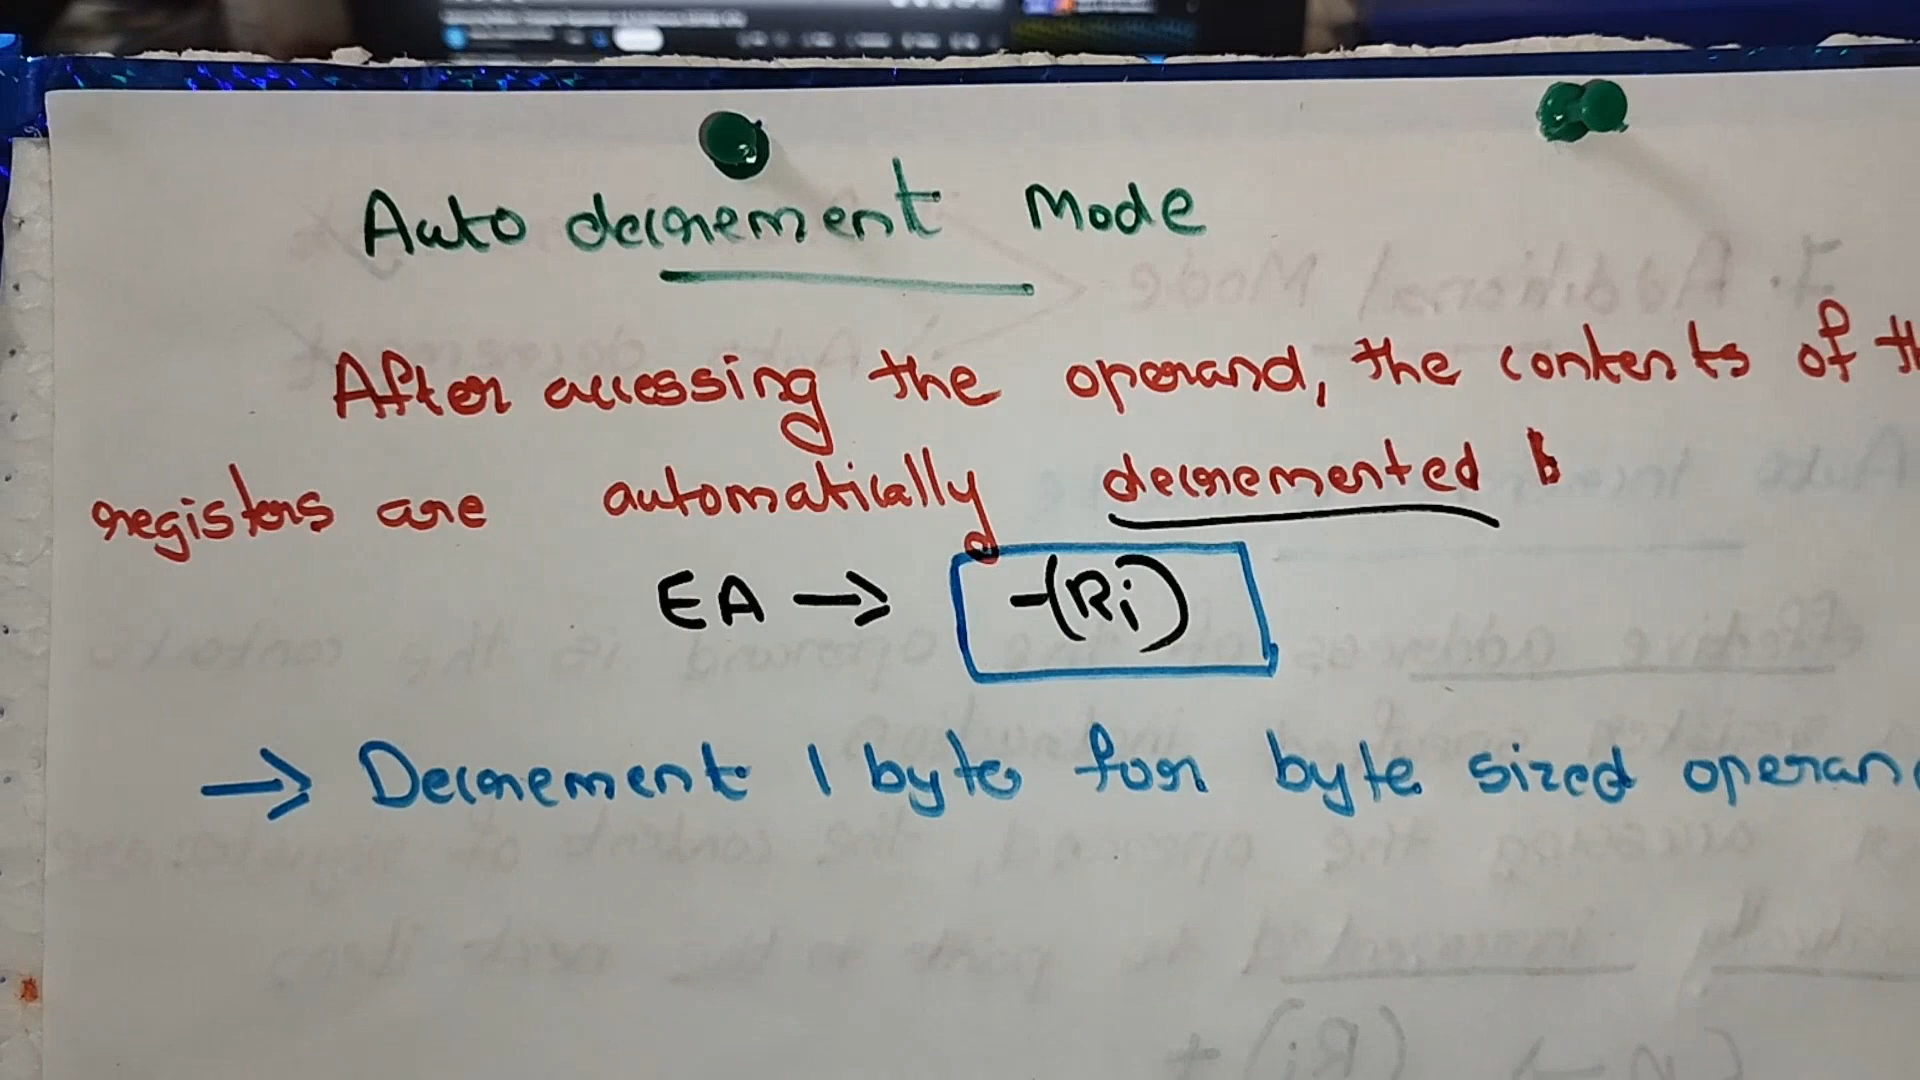 Auto decrement Mode
After accessing the operand, the contents of th
registers are automatically decremented
EA → -(Ri)
→ Decrement 1 byte for byte sized operan